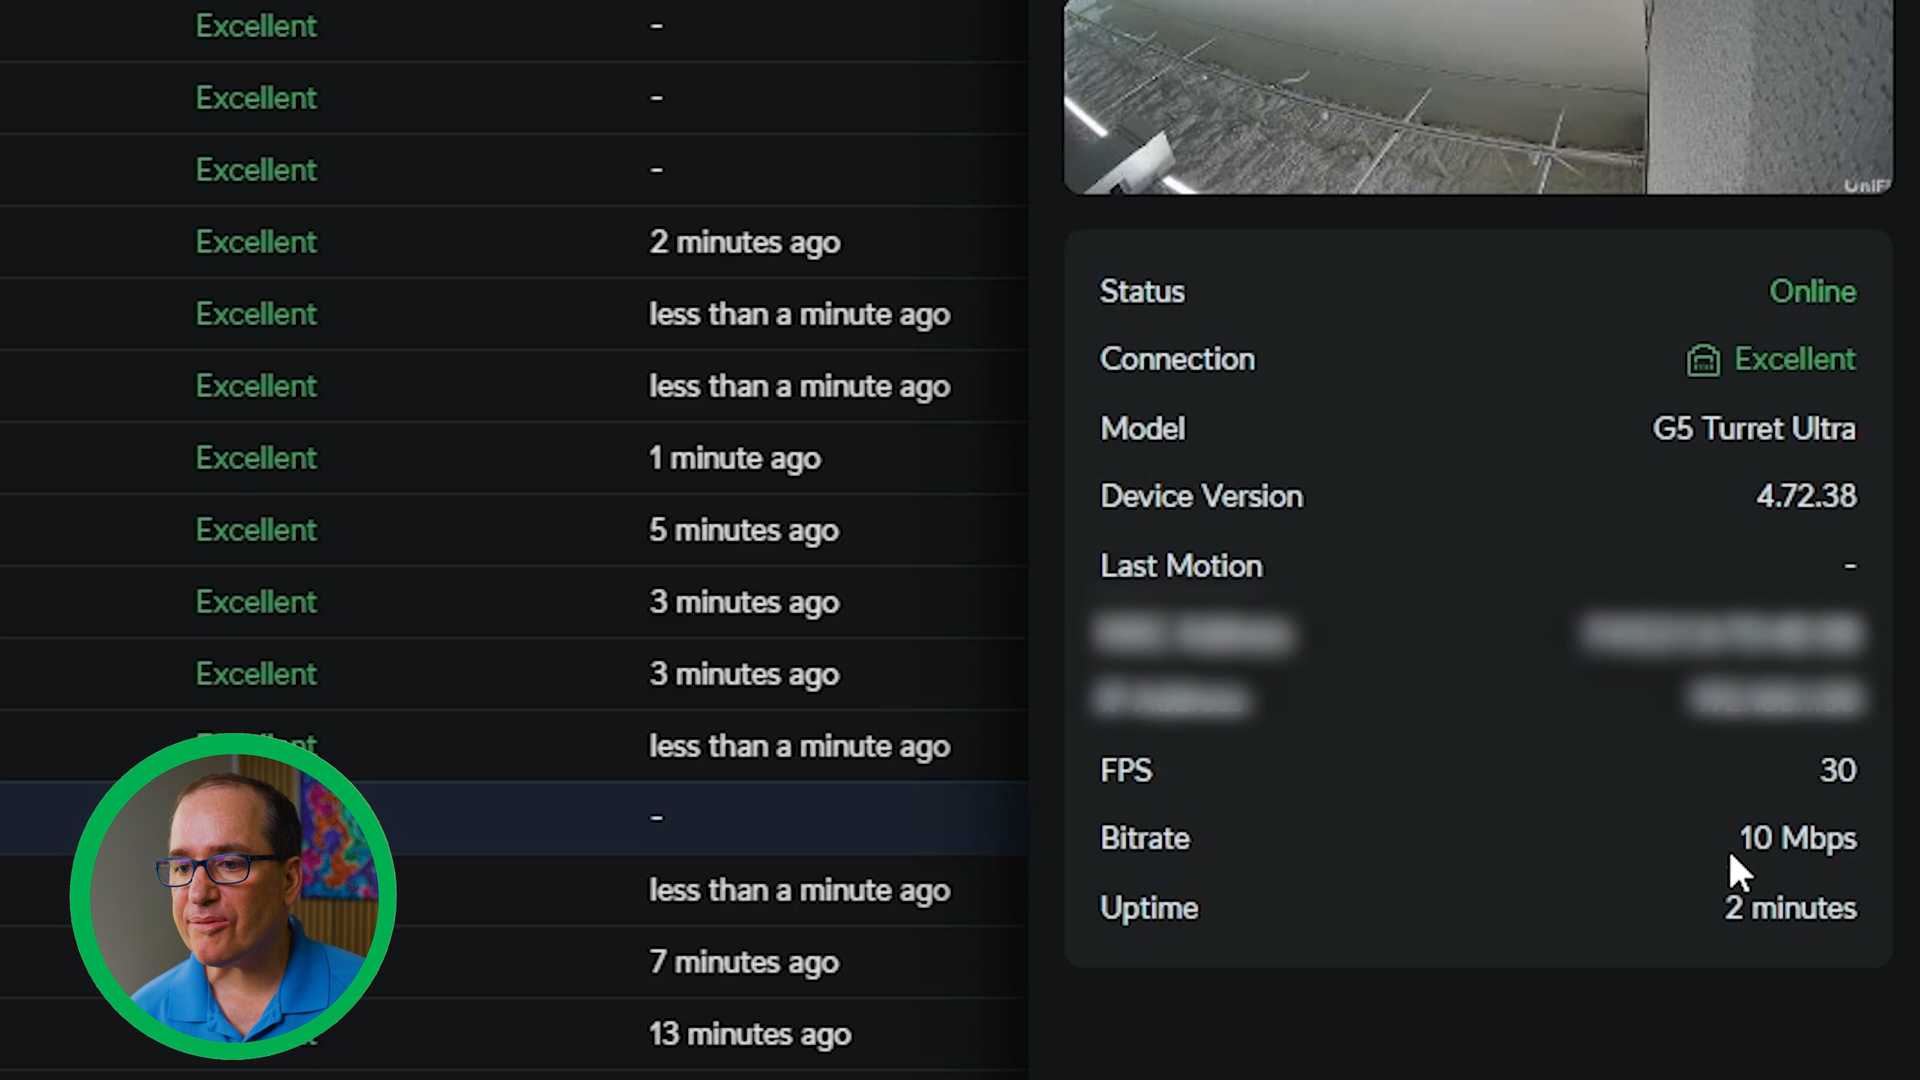 Excellent -
Excellent -
Excellent -
Excellent 2 minutes ago
Excellent less than a minute ago
Excellent less than a minute ago
Excellent 1 minute ago
Excellent 5 minutes ago
Excellent 3 minutes ago
Excellent 3 minutes ago
less than a minute ago
-
less than a minute ago
7 minutes ago
13 minutes ago
Status Online
Connection Excellent
Model G5 Turret Ultra
Device Version 4.72.38
Last Motion -
FPS 30
Bitrate 10 Mbps
Uptime 2 minutes